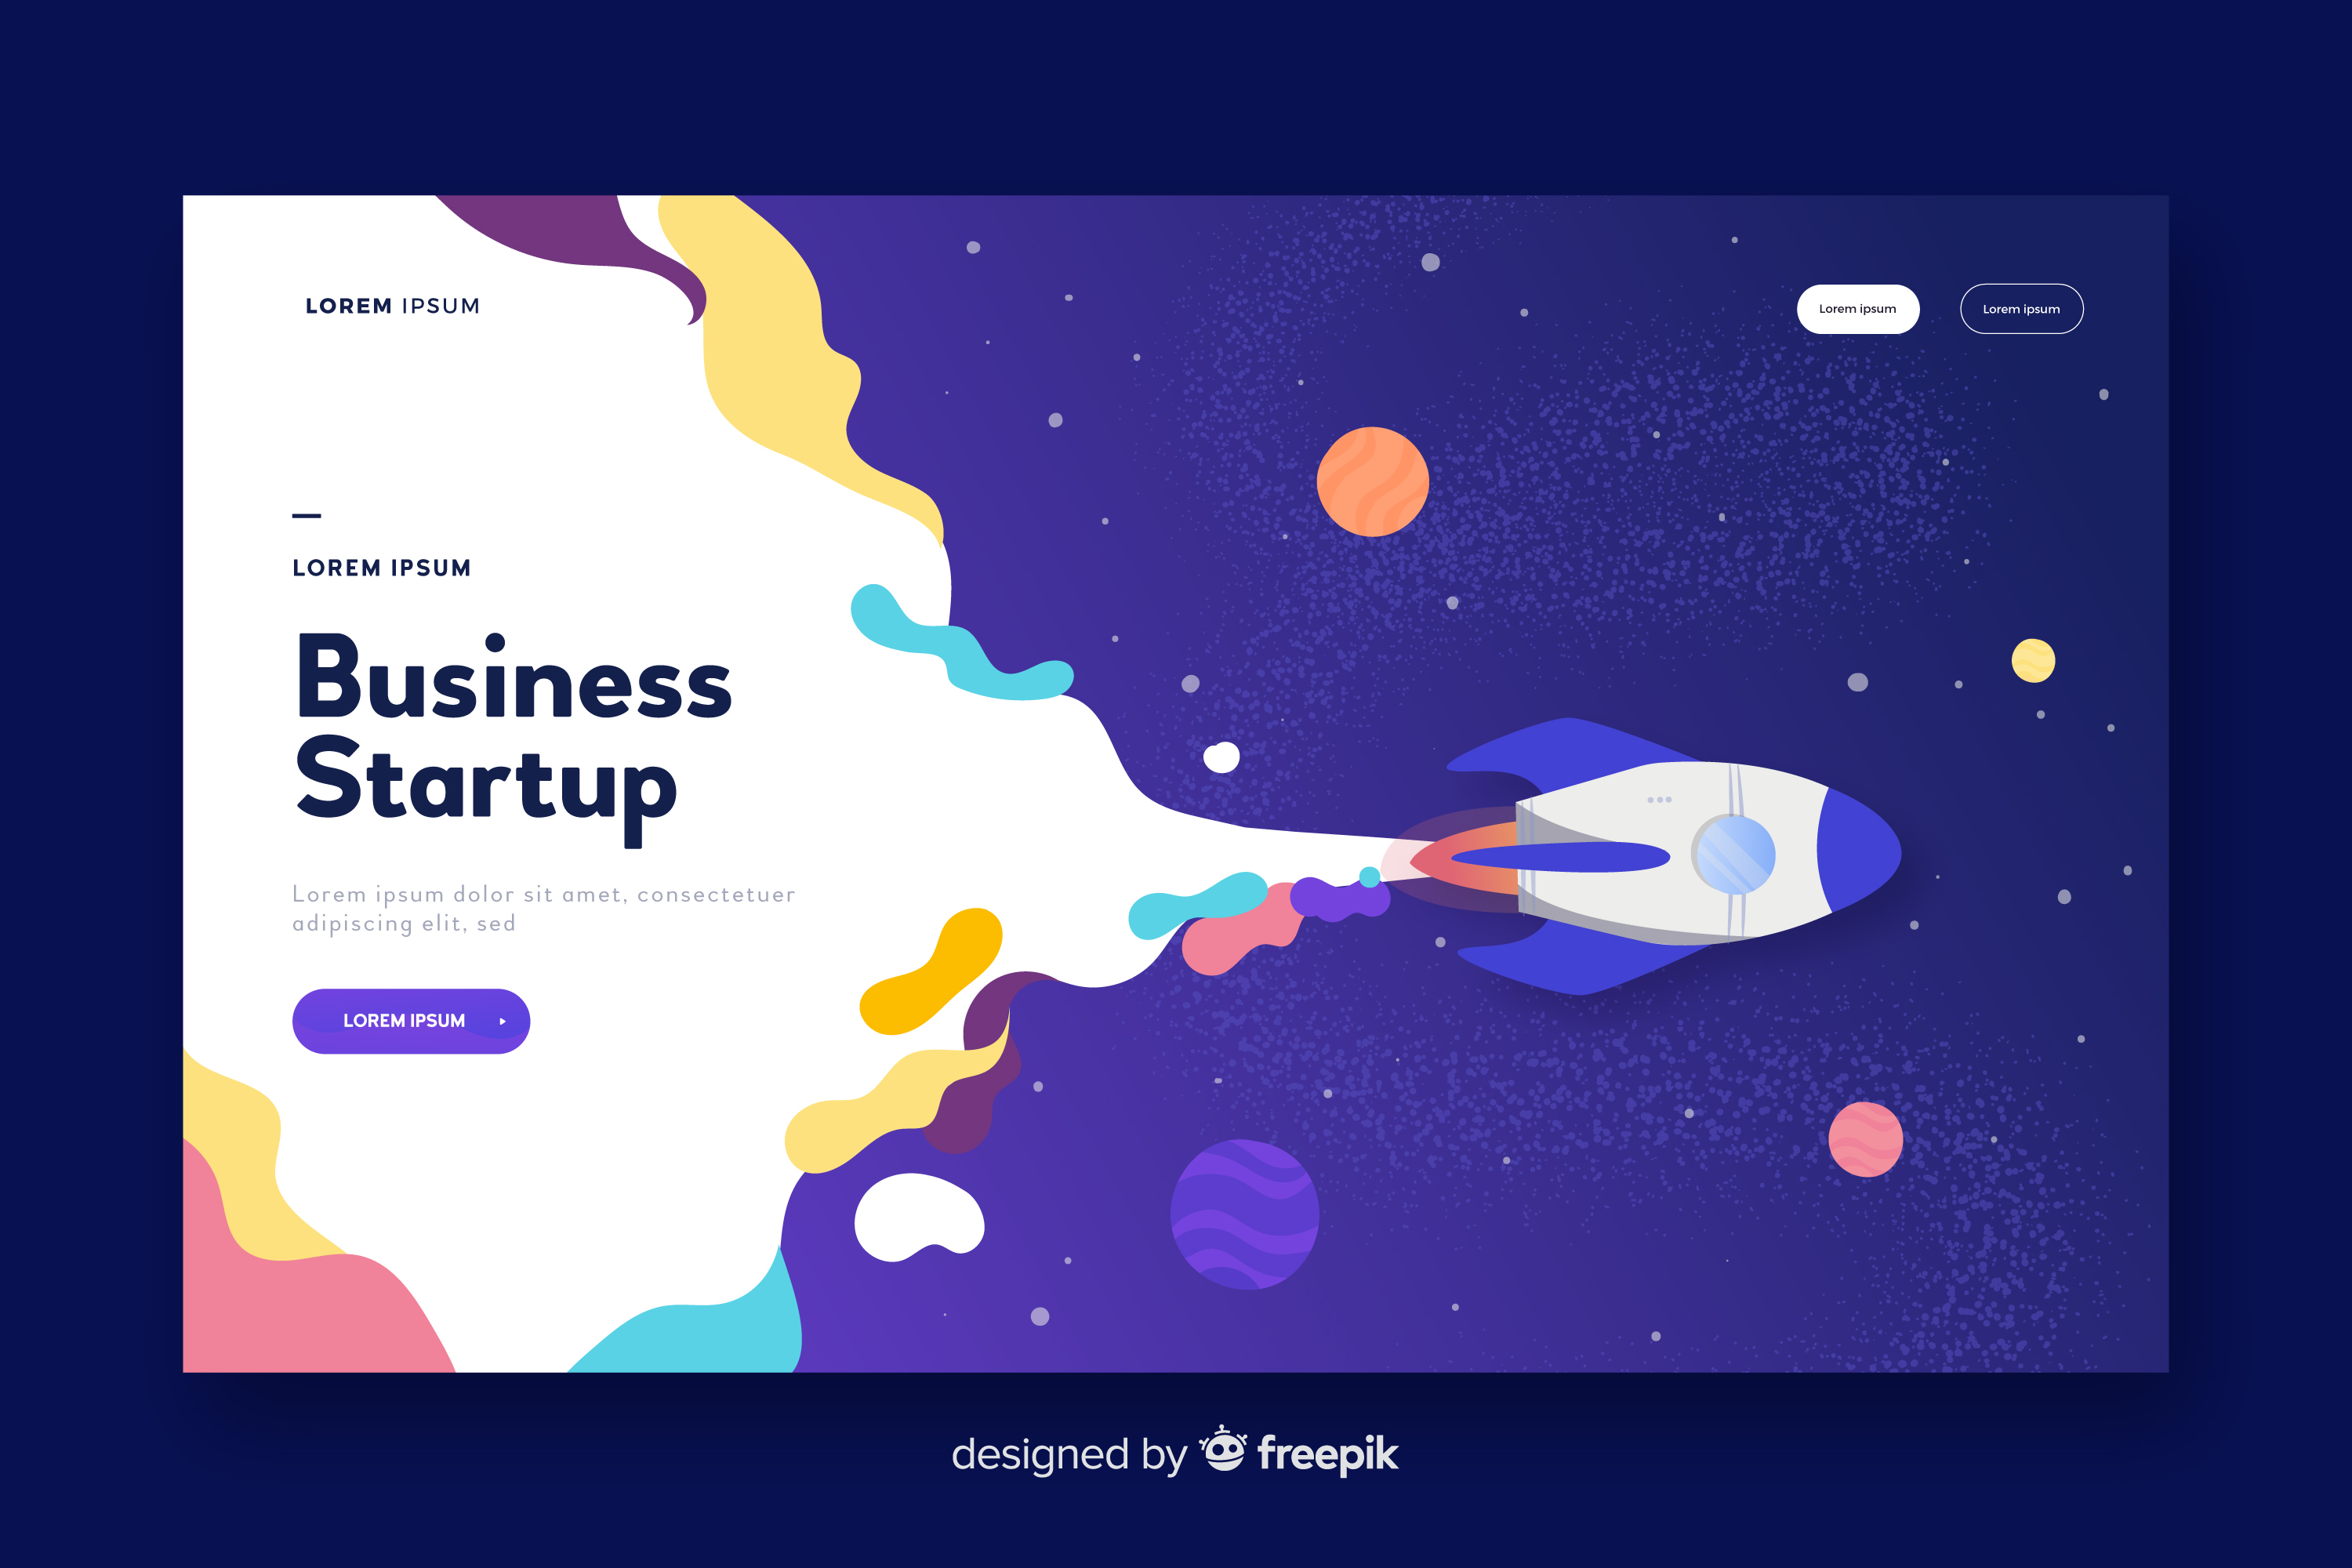 LOREM IPSUM
Lorem ipsum
Lorem ipsum
LOREM IPSUM
Business
Startup
Lorem ipsum dolor sit amet, consectetuer
adipiscing elit, sed
LOREM IPSUM
designed by freepik